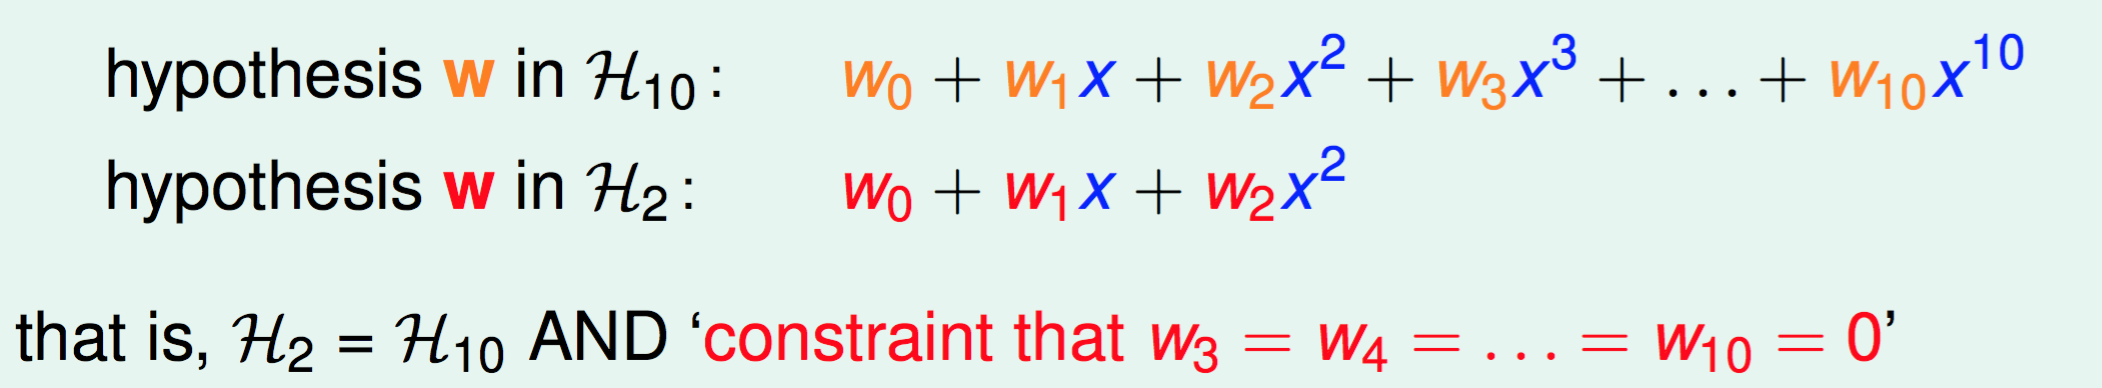 hypothesis w in ℋ₁₀ : w₀ + w₁x + w₂x² + w₃x³ + . . . + w₁₀x¹⁰
hypothesis w in ℋ₂ : w₀ + w₁x + w₂x²
that is, ℋ₂ = ℋ₁₀ AND ‘constraint that w₃ = w₄ = . . . = w₁₀ = 0’